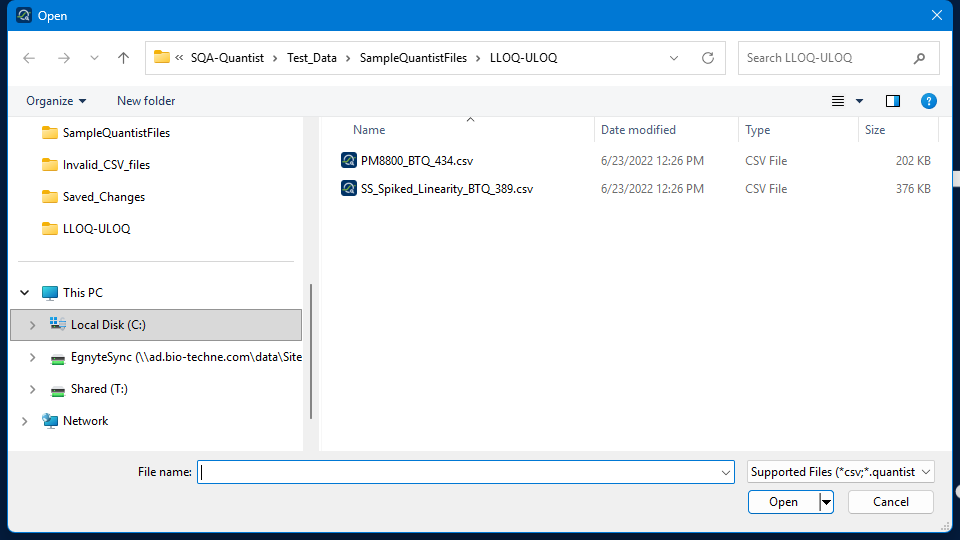 Open
« SQA-Quantist > Test_Data > SampleQuantistFiles > LLOQ-ULOQ
Search LLOQ-ULOQ
Organize New folder
?
SampleQuantistFiles
Invalid_CSV_files
Saved_Changes
LLOQ-ULOQ
This PC
Local Disk (C:)
EgnyteSync (\\ad.bio-techne.com\data\Site
Shared (T:)
Network
Name Date modified Type Size
PM8800_BTQ_434.csv 6/23/2022 12:26 PM CSV File 202 KB
SS_Spiked_Linearity_BTQ_389.csv 6/23/2022 12:26 PM CSV File 376 KB
File name:
Supported Files (*csv;*.quantist
Open Cancel